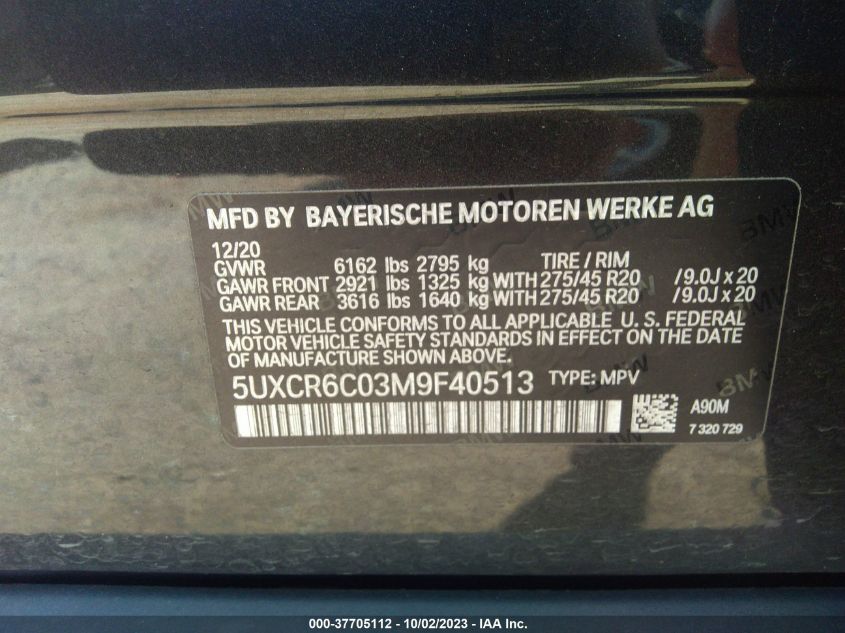 MFD BY BAYERISCHE MOTOREN WERKE AG
12/20
GVWR 6162 lbs 2795 kg TIRE / RIM
GAWR FRONT 2921 lbs 1325 kg WITH 275/45 R20 /9.0J x 20
GAWR REAR 3616 lbs 1640 kg WITH 275/45 R20 /9.0J x 20
THIS VEHICLE CONFORMS TO ALL APPLICABLE U. S. FEDERAL
MOTOR VEHICLE SAFETY STANDARDS IN EFFECT ON THE DATE
OF MANUFACTURE SHOWN ABOVE.
5UXCR6C03M9F40513 TYPE: MPV
A90M
7 320 729
000-37705112 / 10/02/2023 - IAA Inc.